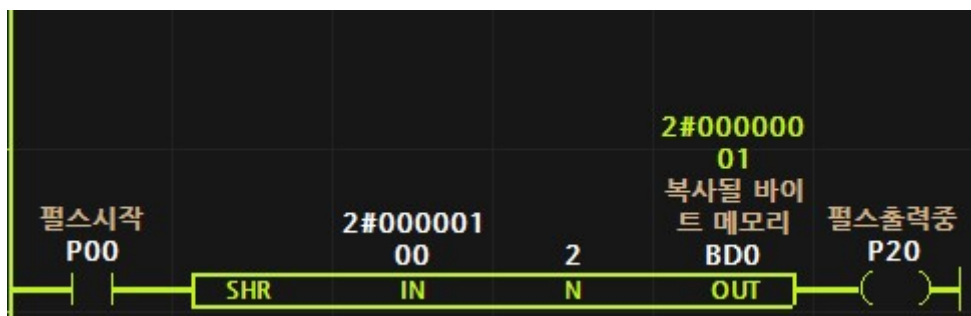 2#000000
01
복사될 바이
트 메모리
펄스시작
2#000001
펄스출력중
P00
00
2
BD0
P20
SHR
IN
N
OUT